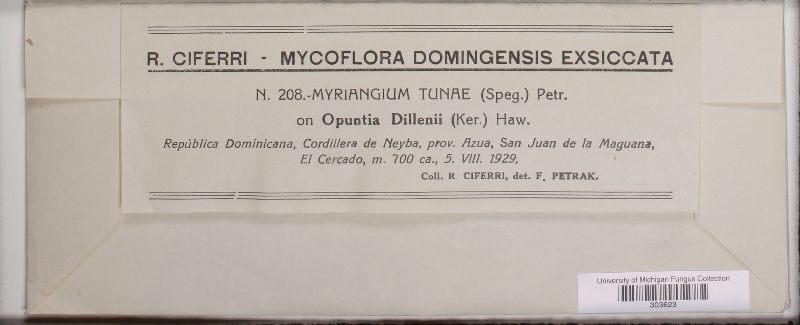 R. CIFERRI - MYCOFLORA DOMINGENSIS EXSICCATA
N. 208.-MYRIANGIUM TUNAE (Speg.) Petr.
on Opuntia Dillenii (Ker.) Haw.
República Dominicana, Cordillera de Neyba, prov. Azua, San Juan de la Maguana,
El Cercado, m. 700 ca., 5. VIII. 1929,
Coll. R. CIFERRI, det. F. PETRAK.
University of Michigan Fungus Collection
303623